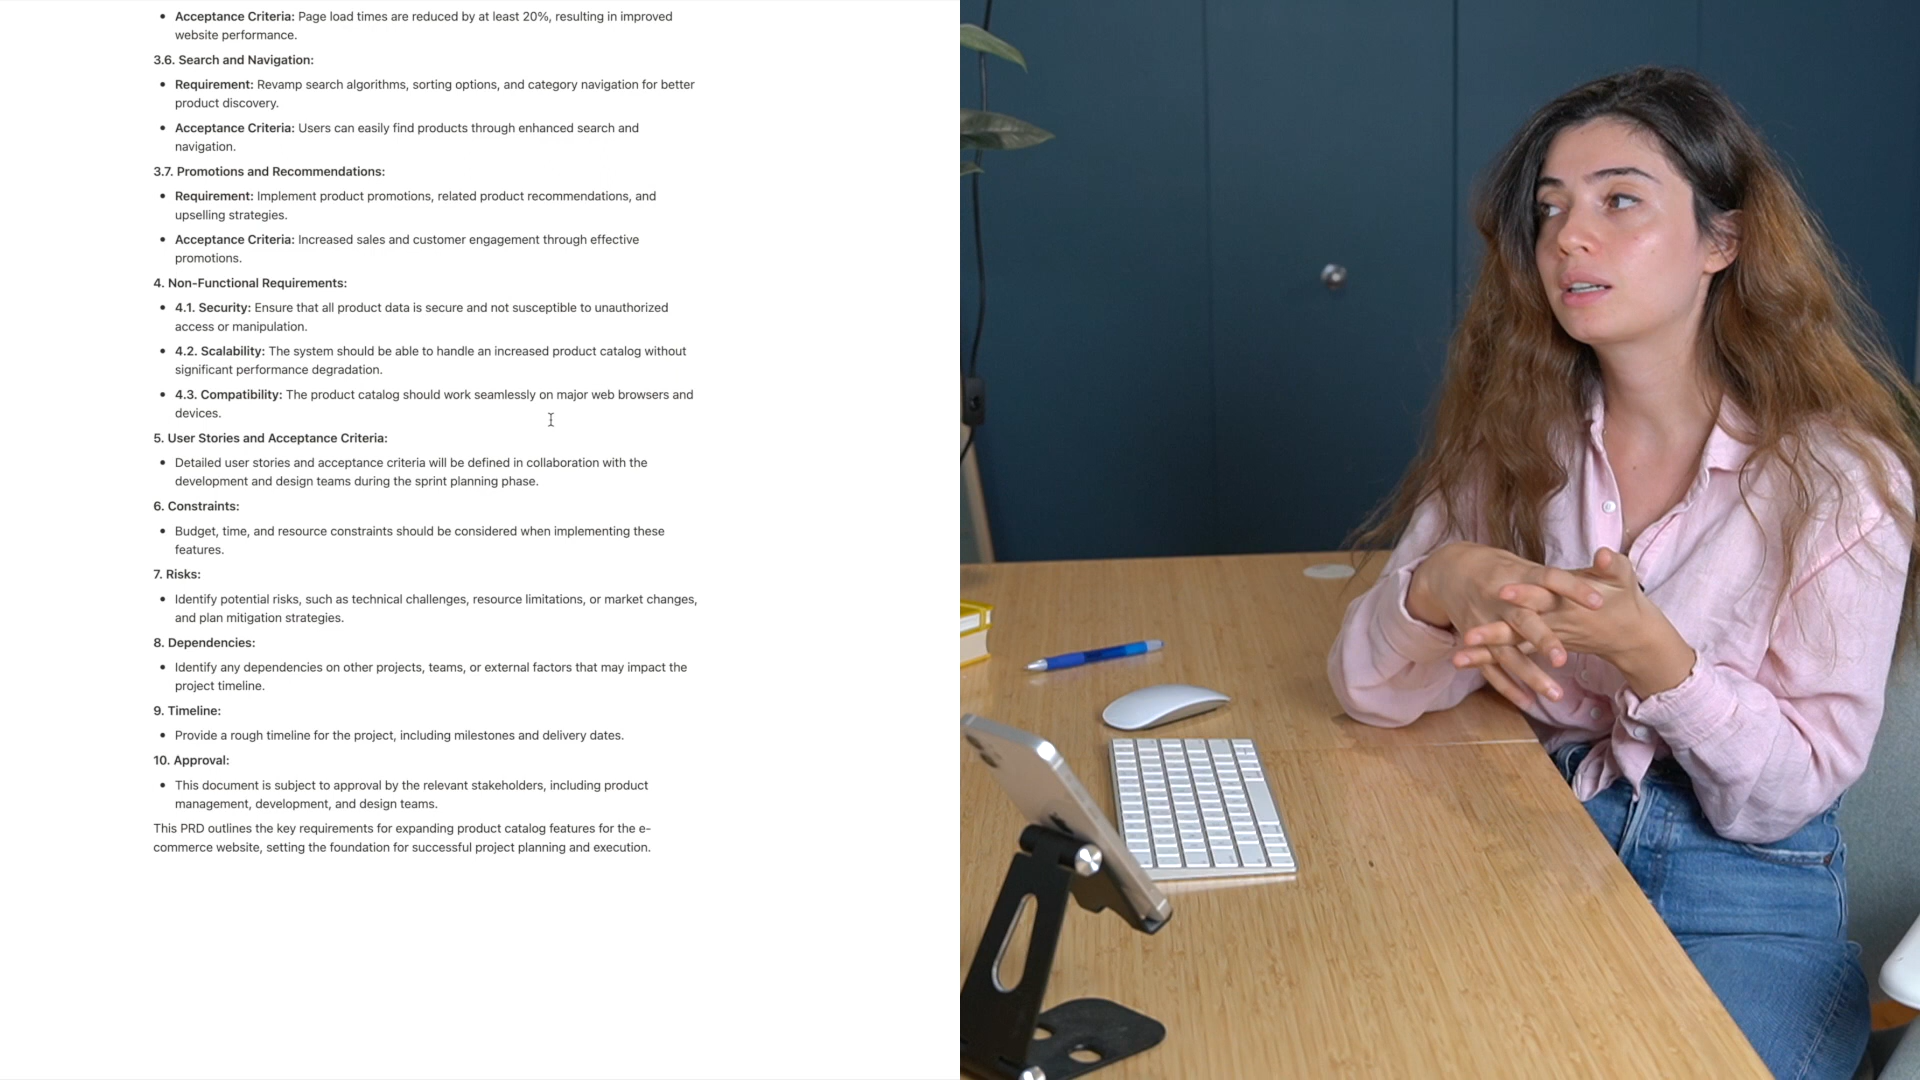 • Acceptance Criteria: Page load times are reduced by at least 20%, resulting in improved
website performance.
3.6. Search and Navigation:
• Requirement: Revamp search algorithms, sorting options, and category navigation for better
product discovery.
• Acceptance Criteria: Users can easily find products through enhanced search and
navigation.
3.7. Promotions and Recommendations:
• Requirement: Implement product promotions, related product recommendations, and
upselling strategies.
• Acceptance Criteria: Increased sales and customer engagement through effective
promotions.
4. Non-Functional Requirements:
• 4.1. Security: Ensure that all product data is secure and not susceptible to unauthorized
access or manipulation.
• 4.2. Scalability: The system should be able to handle an increased product catalog without
significant performance degradation.
• 4.3. Compatibility: The product catalog should work seamlessly on major web browsers and
devices.
5. User Stories and Acceptance Criteria:
• Detailed user stories and acceptance criteria will be defined in collaboration with the
development and design teams during the sprint planning phase.
6. Constraints:
• Budget, time, and resource constraints should be considered when implementing these
features.
7. Risks:
• Identify potential risks, such as technical challenges, resource limitations, or market changes,
and plan mitigation strategies.
8. Dependencies:
• Identify any dependencies on other projects, teams, or external factors that may impact the
project timeline.
9. Timeline:
• Provide a rough timeline for the project, including milestones and delivery dates.
10. Approval:
• This document is subject to approval by the relevant stakeholders, including product
management, development, and design teams.
This PRD outlines the key requirements for expanding product catalog features for the e-
commerce website, setting the foundation for successful project planning and execution.